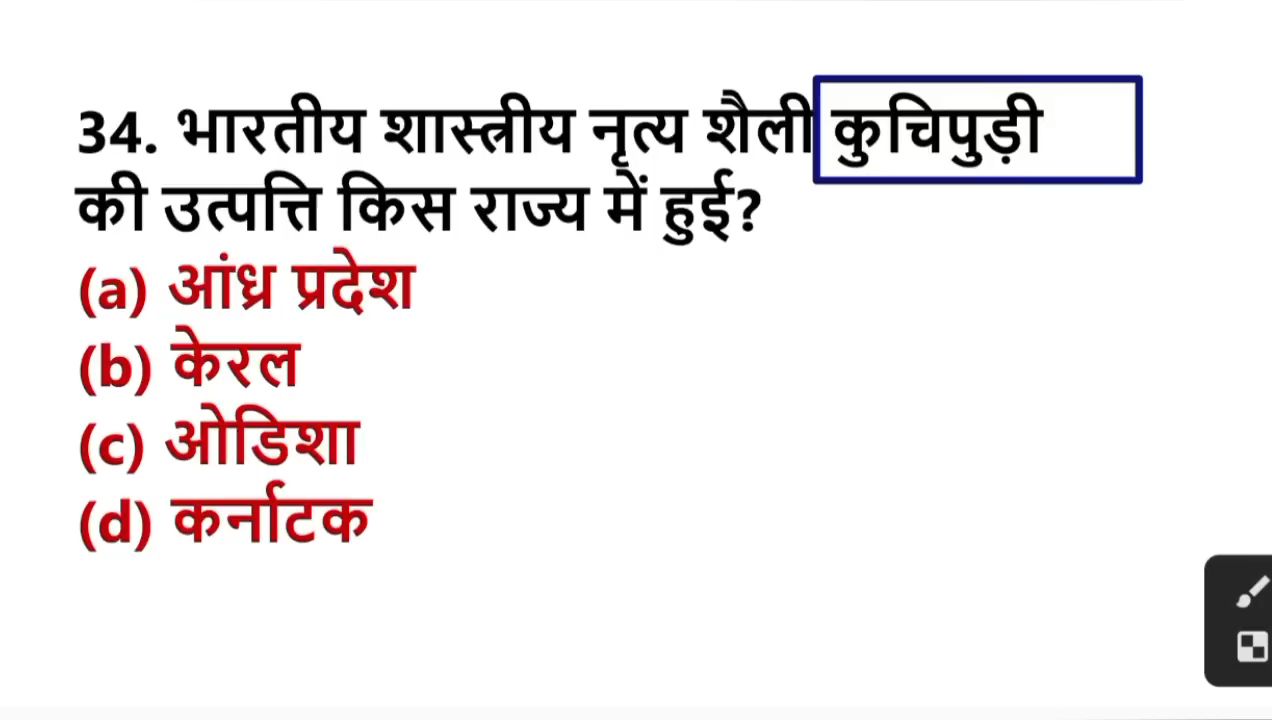 34. भारतीय शास्त्रीय नृत्य शैली कुचिपुड़ी
की उत्पत्ति किस राज्य में हुई?
(a) आंध्र प्रदेश
(b) केरल
(c) ओडिशा
(d) कर्नाटक